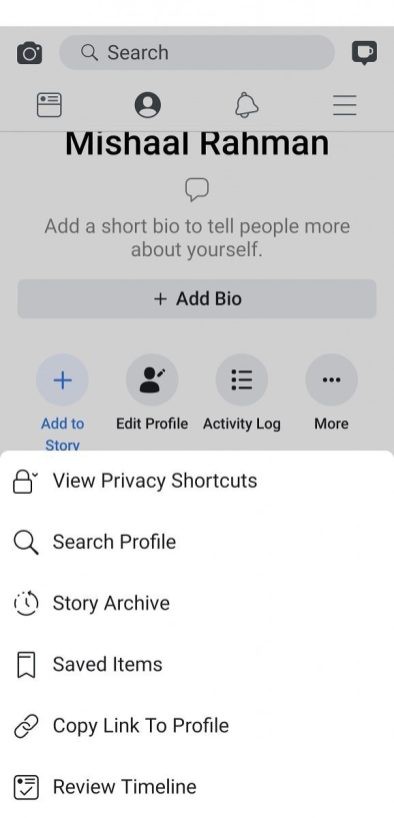 Search
Mishaal Rahman
Add a short bio to tell people more
about yourself.
+ Add Bio
Add to
Story
Edit Profile
Activity Log
More
View Privacy Shortcuts
Search Profile
Story Archive
Saved Items
Copy Link To Profile
Review Timeline